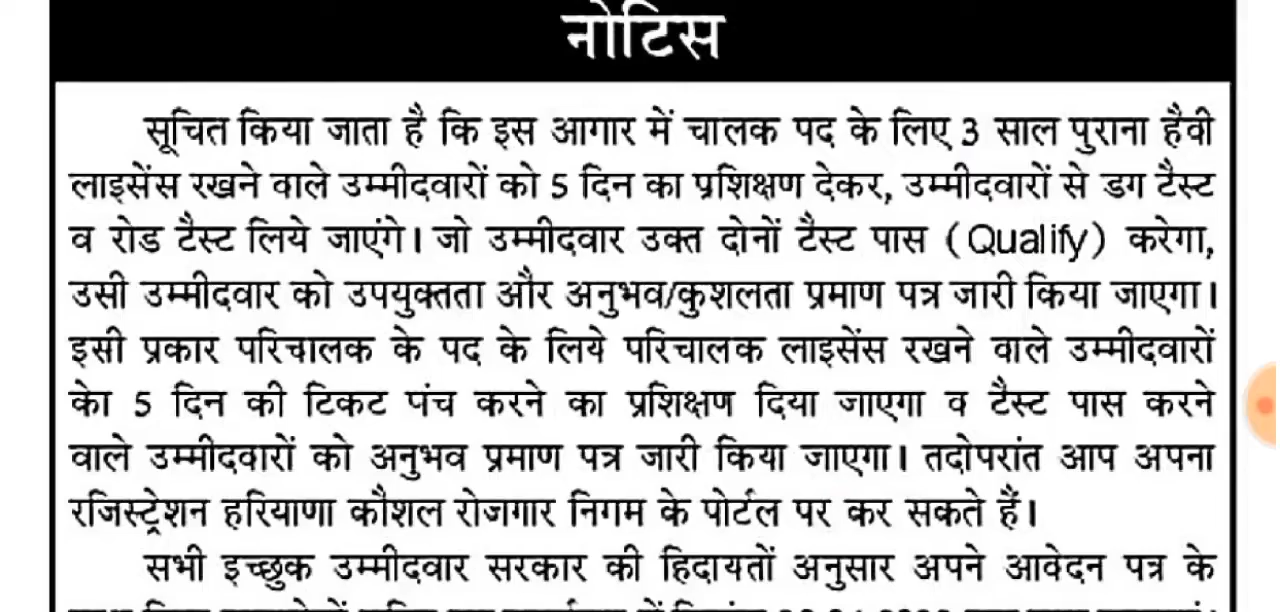 नोटिस
सूचित किया जाता है कि इस आगार में चालक पद के लिए 3 साल पुराना हैवी
लाइसेंस रखने वाले उम्मीदवारों को 5 दिन का प्रशिक्षण देकर, उम्मीदवारों से डग टैस्ट
व रोड टैस्ट लिये जाएंगे। जो उम्मीदवार उक्त दोनों टैस्ट पास (Qualify) करेगा,
उसी उम्मीदवार को उपयुक्तता और अनुभव/कुशलता प्रमाण पत्र जारी किया जाएगा।
इसी प्रकार परिचालक के पद के लिये परिचालक लाइसेंस रखने वाले उम्मीदवारों
केा 5 दिन की टिकट पंच करने का प्रशिक्षण दिया जाएगा व टैस्ट पास करने
वाले उम्मीदवारों को अनुभव प्रमाण पत्र जारी किया जाएगा। तदोपरांत आप अपना
रजिस्ट्रेशन हरियाणा कौशल रोजगार निगम के पोर्टल पर कर सकते हैं।
सभी इच्छुक उम्मीदवार सरकार की हिदायतों अनुसार अपने आवेदन पत्र के